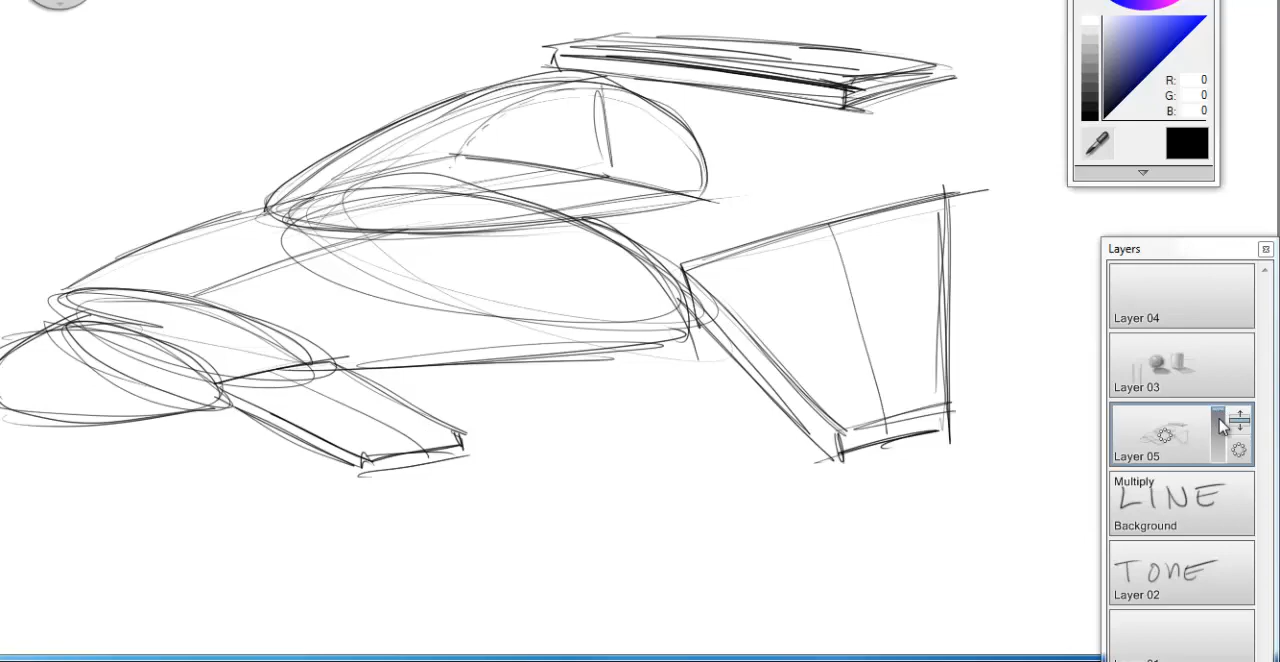 R: 0
G: 0
B: 0
Layers
Layer 04
Layer 03
Layer 05
Multiply
LINE
Background
TONE
Layer 02